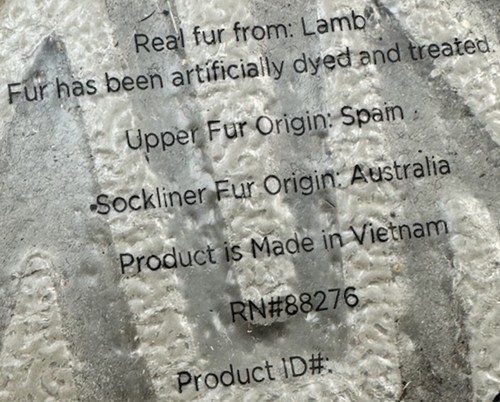 Real fur from: Lamb
Fur has been artificially dyed and treated.
Upper Fur Origin: Spain
Sockliner Fur Origin: Australia
Product is Made in Vietnam
RN#88276
Product ID#: